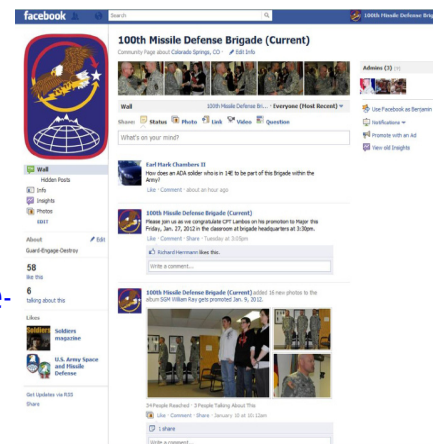 facebook
Search
100th Missile Defense Brig
100th Missile Defense Brigade (Current)
Community Page about Colorado Springs, CO · Edit Info
Wall
100th Missile Defense Bri... · Everyone (Most Recent)
Share: Status Photo Link Video Question
What's on your mind?
Earl Mark Chambers II
How does an ADA soldier who is in 14E to be part of this Brigade within the
Army?
Like · Comment · about an hour ago
100th Missile Defense Brigade (Current)
Please join us as we congratulate CPT Lambos on his promotion to Major this
Friday, Jan. 27, 2012 in the classroom at brigade headquarters at 3:30pm.
Like · Comment · Share · Tuesday at 3:05pm
Richard Herrmann likes this.
Write a comment...
100th Missile Defense Brigade (Current) added 16 new photos to the
album SGM William Ray gets promoted Jan. 9, 2012.
34 People Reached · 3 People Talking About This
Like · Comment · Share · January 10 at 10:12am
1 share
Write a comment...
Wall
Hidden Posts
Info
Insights
Photos
EDIT
About
Edit
Guard-Engage-Destroy
58
like this
6
talking about this
Likes
Soldiers
magazine
U.S. Army Space
and Missile
Defense
Get Updates via RSS
Share
Admins (3)
Use Facebook as Benjamin
Notifications
Promote with an Ad
View old Insights